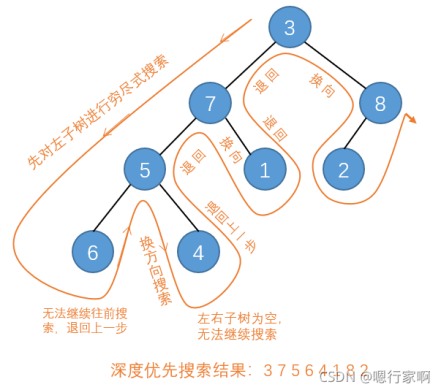 3
先对左子树进行穷尽式搜索
退回
换向
7
8
退回
换向
退回
5
1
2
退回上一步
换方向搜索
6
4
无法继续往前搜
索，退回上一步
左右子树为空，
无法继续搜索
深度优先搜索结果：3 7 5 6 4 1 8 2
CSDN @嗯行家啊